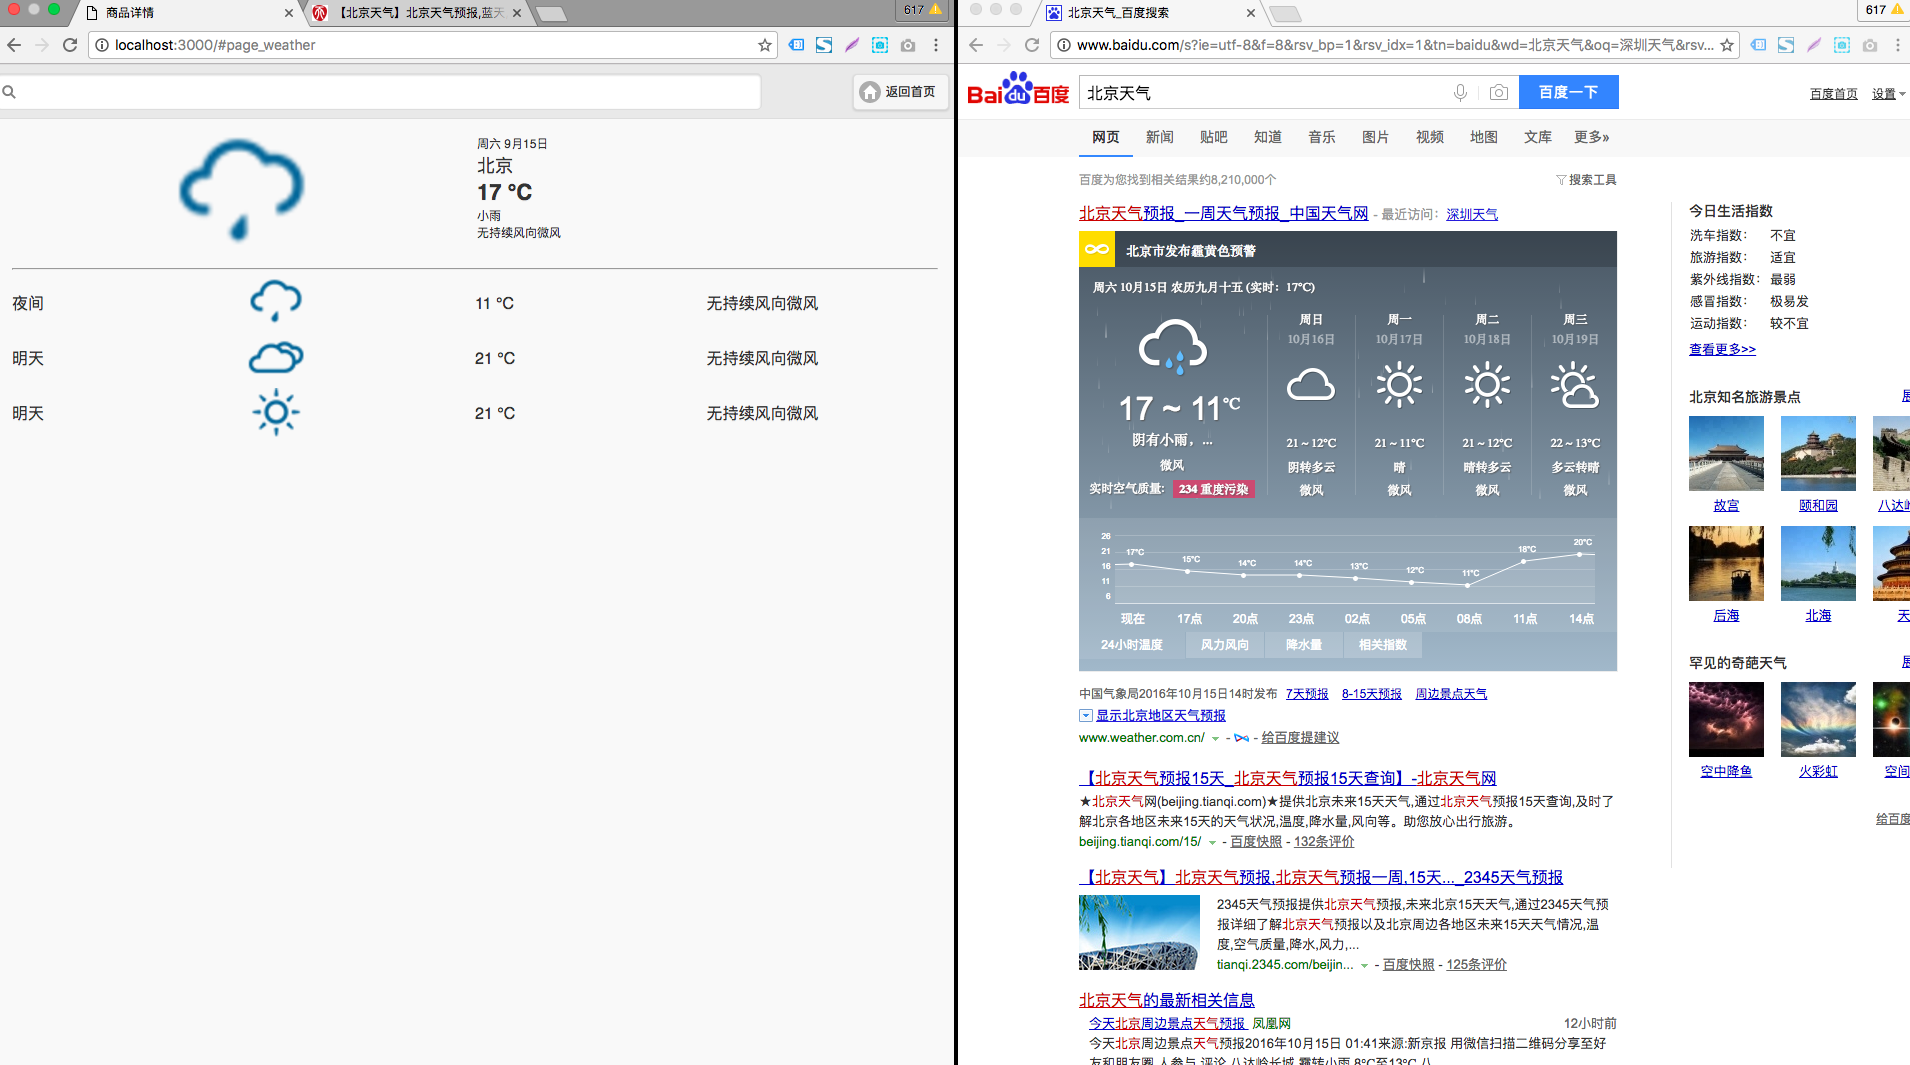 商品详情
【北京天气】北京天气预报,蓝天
617
localhost:3000/#page_weather
返回首页
周六 9月15日
北京
17 °C
小雨
无持续风向微风
夜间 11 °C 无持续风向微风
明天 21 °C 无持续风向微风
明天 21 °C 无持续风向微风
北京天气_百度搜索
617
www.baidu.com/s?ie=utf-8&f=8&rsv_bp=1&rsv_idx=1&tn=baidu&wd=北京天气&oq=深圳天气&rsv...
Baidu百度
北京天气
百度一下
百度首页 设置
网页 新闻 贴吧 知道 音乐 图片 视频 地图 文库 更多»
百度为您找到相关结果约8,210,000个
搜索工具
北京天气预报_一周天气预报_中国天气网 - 最近访问: 深圳天气
北京市发布霾黄色预警
周六 10月15日 农历九月十五 (实时：17°C)
17 ~ 11°C
阴有小雨，...
微风
实时空气质量: 234 重度污染
周日 周一 周二 周三
10月16日 10月17日 10月18日 10月19日
21 ~ 12°C 21 ~ 11°C 21 ~ 12°C 22 ~ 13°C
阴转多云 晴 晴转多云 多云转晴
微风 微风 微风 微风
26
21
16
11
6
17°C 15°C 14°C 14°C 13°C 12°C 11°C 18°C 20°C
现在 17点 20点 23点 02点 05点 08点 11点 14点
24小时温度 风力风向 降水量 相关指数
中国气象局2016年10月15日14时发布 7天预报 8-15天预报 周边景点天气
显示北京地区天气预报
www.weather.com.cn/ - - 给百度提建议
【北京天气预报15天_北京天气预报15天查询】-北京天气网
★北京天气网(beijing.tianqi.com)★提供北京未来15天天气,通过北京天气预报15天查询,及时了
解北京各地区未来15天的天气状况,温度,降水量,风向等。助您放心出行旅游。
beijing.tianqi.com/15/ - 百度快照 - 132条评价
【北京天气】北京天气预报,北京天气预报一周,15天..._2345天气预报
2345天气预报提供北京天气预报,未来北京15天天气,通过2345天气预
报详细了解北京天气预报以及北京周边各地区未来15天天气情况,温
度,空气质量,降水,风力,...
tianqi.2345.com/beijin... - 百度快照 - 125条评价
北京天气的最新相关信息
今天北京周边景点天气预报 凤凰网 12小时前
今天北京周边景点天气预报2016年10月15日 01:41来源:新京报 用微信扫描二维码分享至好
友和朋友圈 人参与 评论 八达岭长城 霾转小雨 8°C至13°C 八
今日生活指数
洗车指数： 不宜
旅游指数： 适宜
紫外线指数： 最弱
感冒指数： 极易发
运动指数： 较不宜
查看更多>>
北京知名旅游景点
故宫 颐和园 八达岭
后海 北海 天
罕见的奇葩天气
空中降鱼 火彩虹 空间
给百度